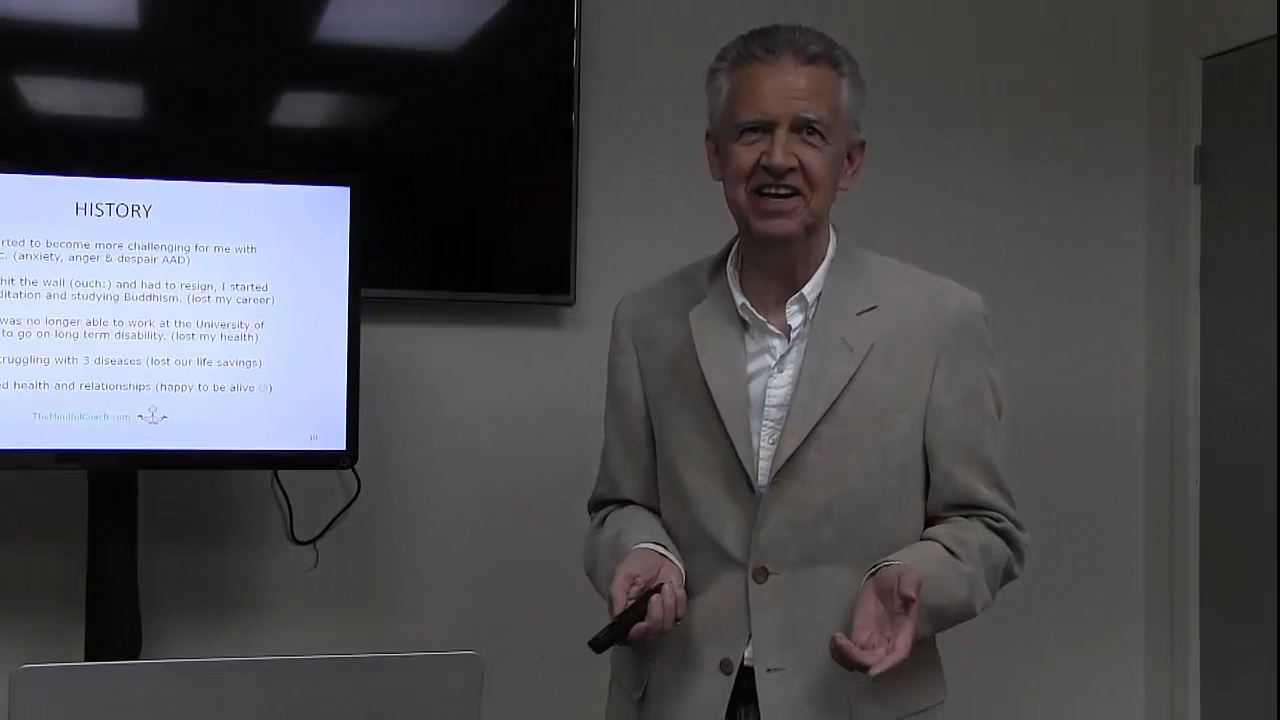 HISTORY
rted to become more challenging for me with
c. (anxiety, anger & despair AAD)
hit the wall (ouch:) and had to resign, I started
ditation and studying Buddhism. (lost my career)
was no longer able to work at the University of
to go on long term disability. (lost my health)
truggling with 3 diseases (lost our life savings)
ed health and relationships (happy to be alive ☺)
TheMindfulCoach.com
10